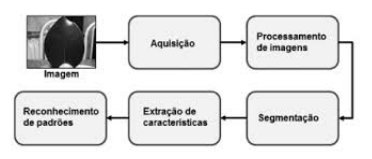 Imagem
Aquisição
Processamento
de imagens
Segmentação
Extração de
características
Reconhecimento
de padrões